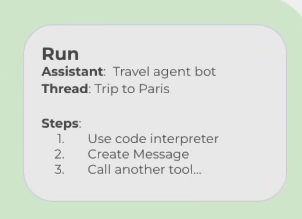 Run
Assistant: Travel agent bot
Thread: Trip to Paris
Steps:
1. Use code interpreter
2. Create Message
3. Call another tool...